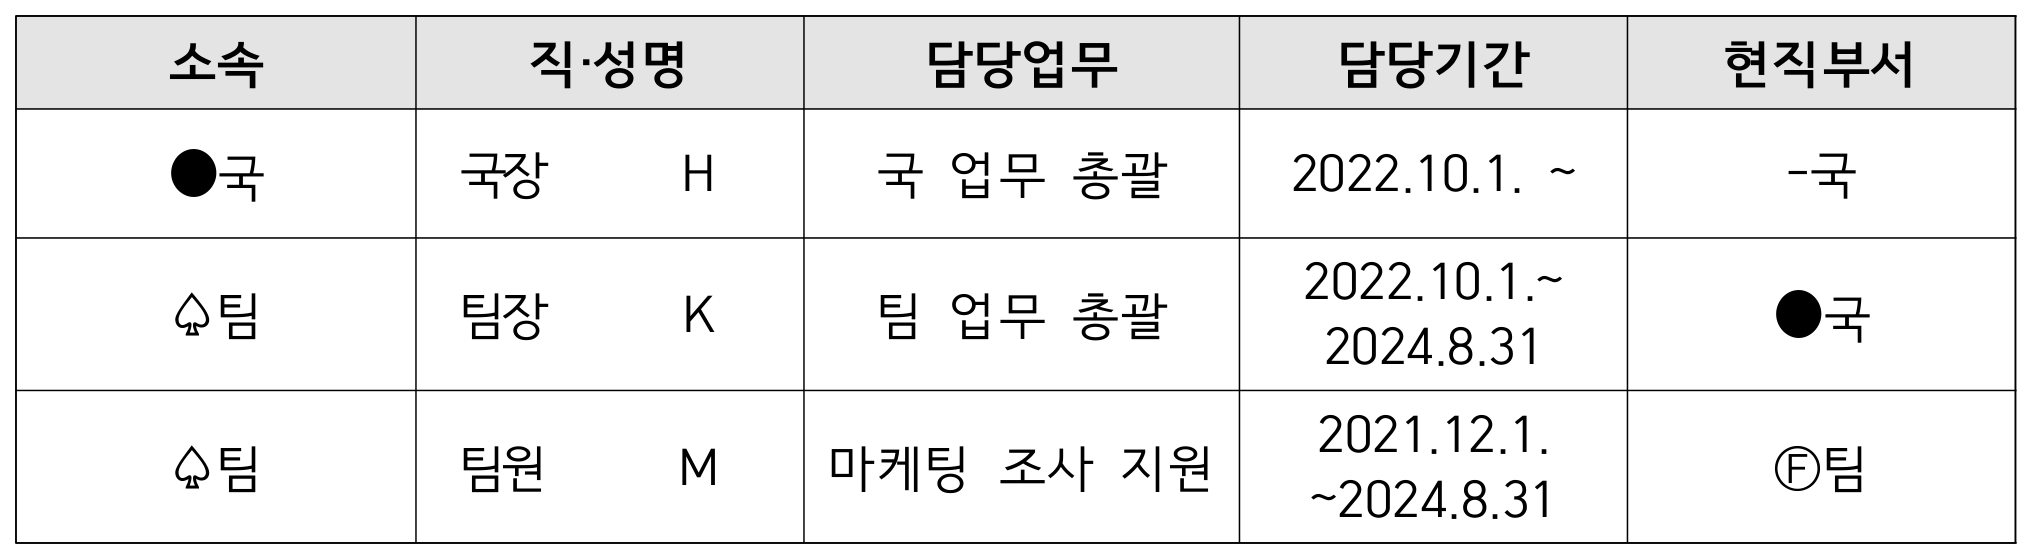 소속 직·성명 담당업무 담당기간 현직부서
●국 국장 H 국 업무 총괄 2022.10.1. ~ -국
♤팀 팀장 K 팀 업무 총괄 2022.10.1.~ ●국
2024.8.31
♤팀 팀원 M 마케팅 조사 지원 2021.12.1. Ⓕ팀
~2024.8.31